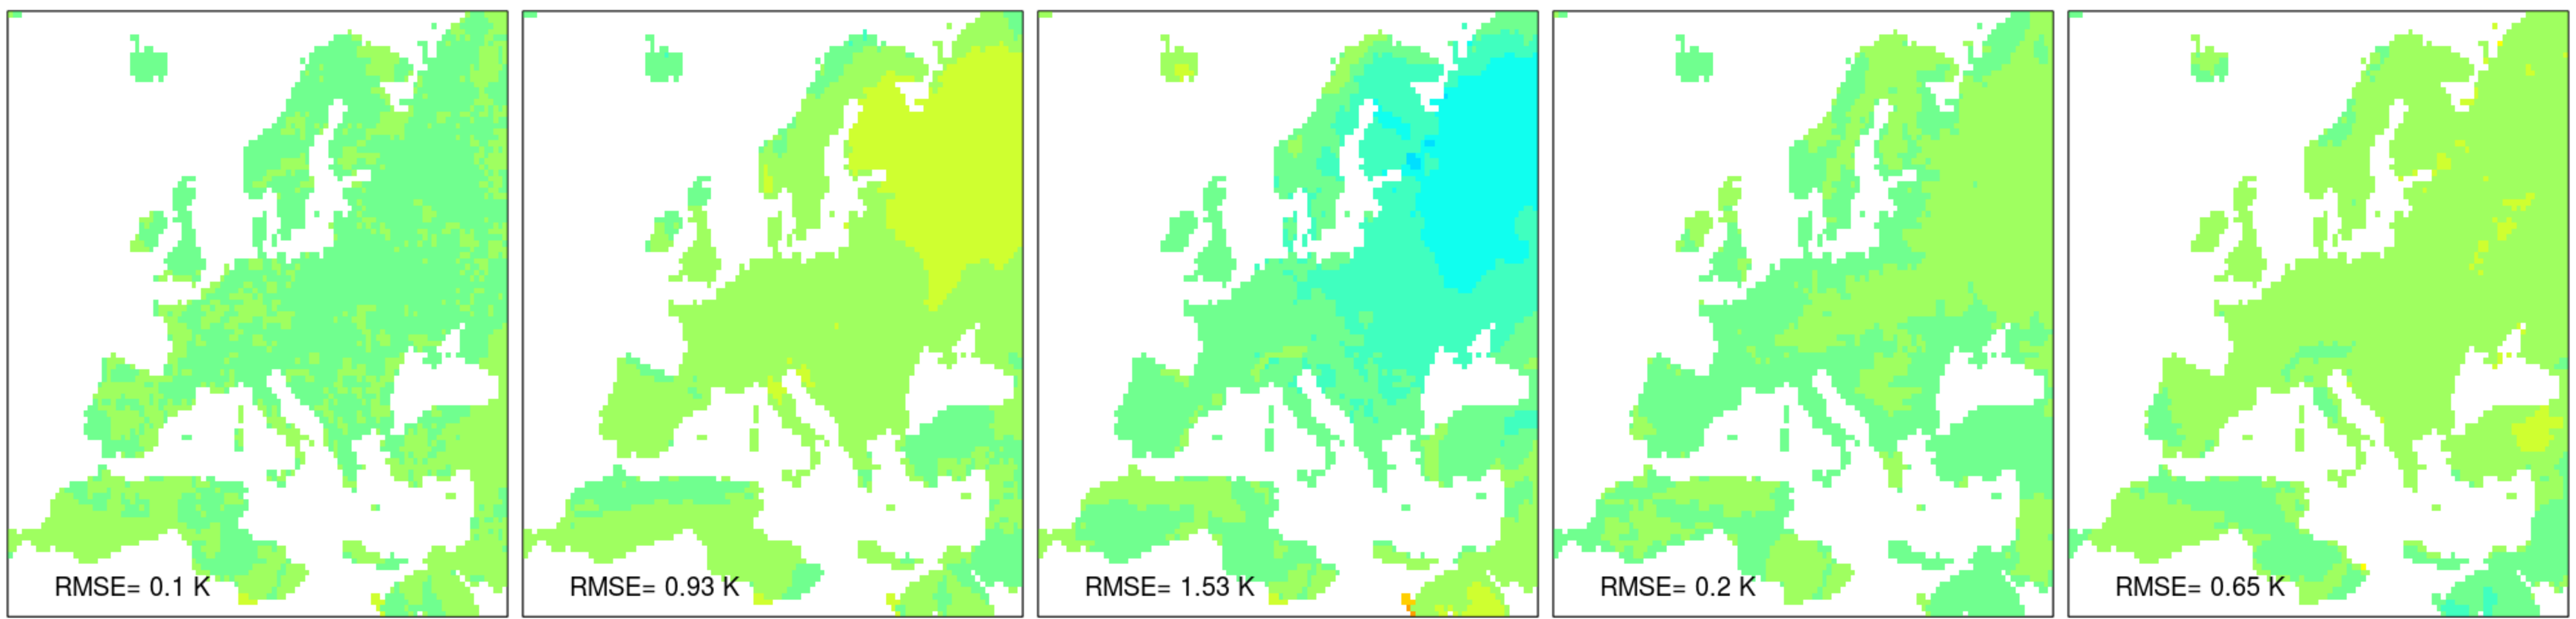 RMSE= 0.1 K
RMSE= 0.93 K
RMSE= 1.53 K
RMSE= 0.2 K
RMSE= 0.65 K